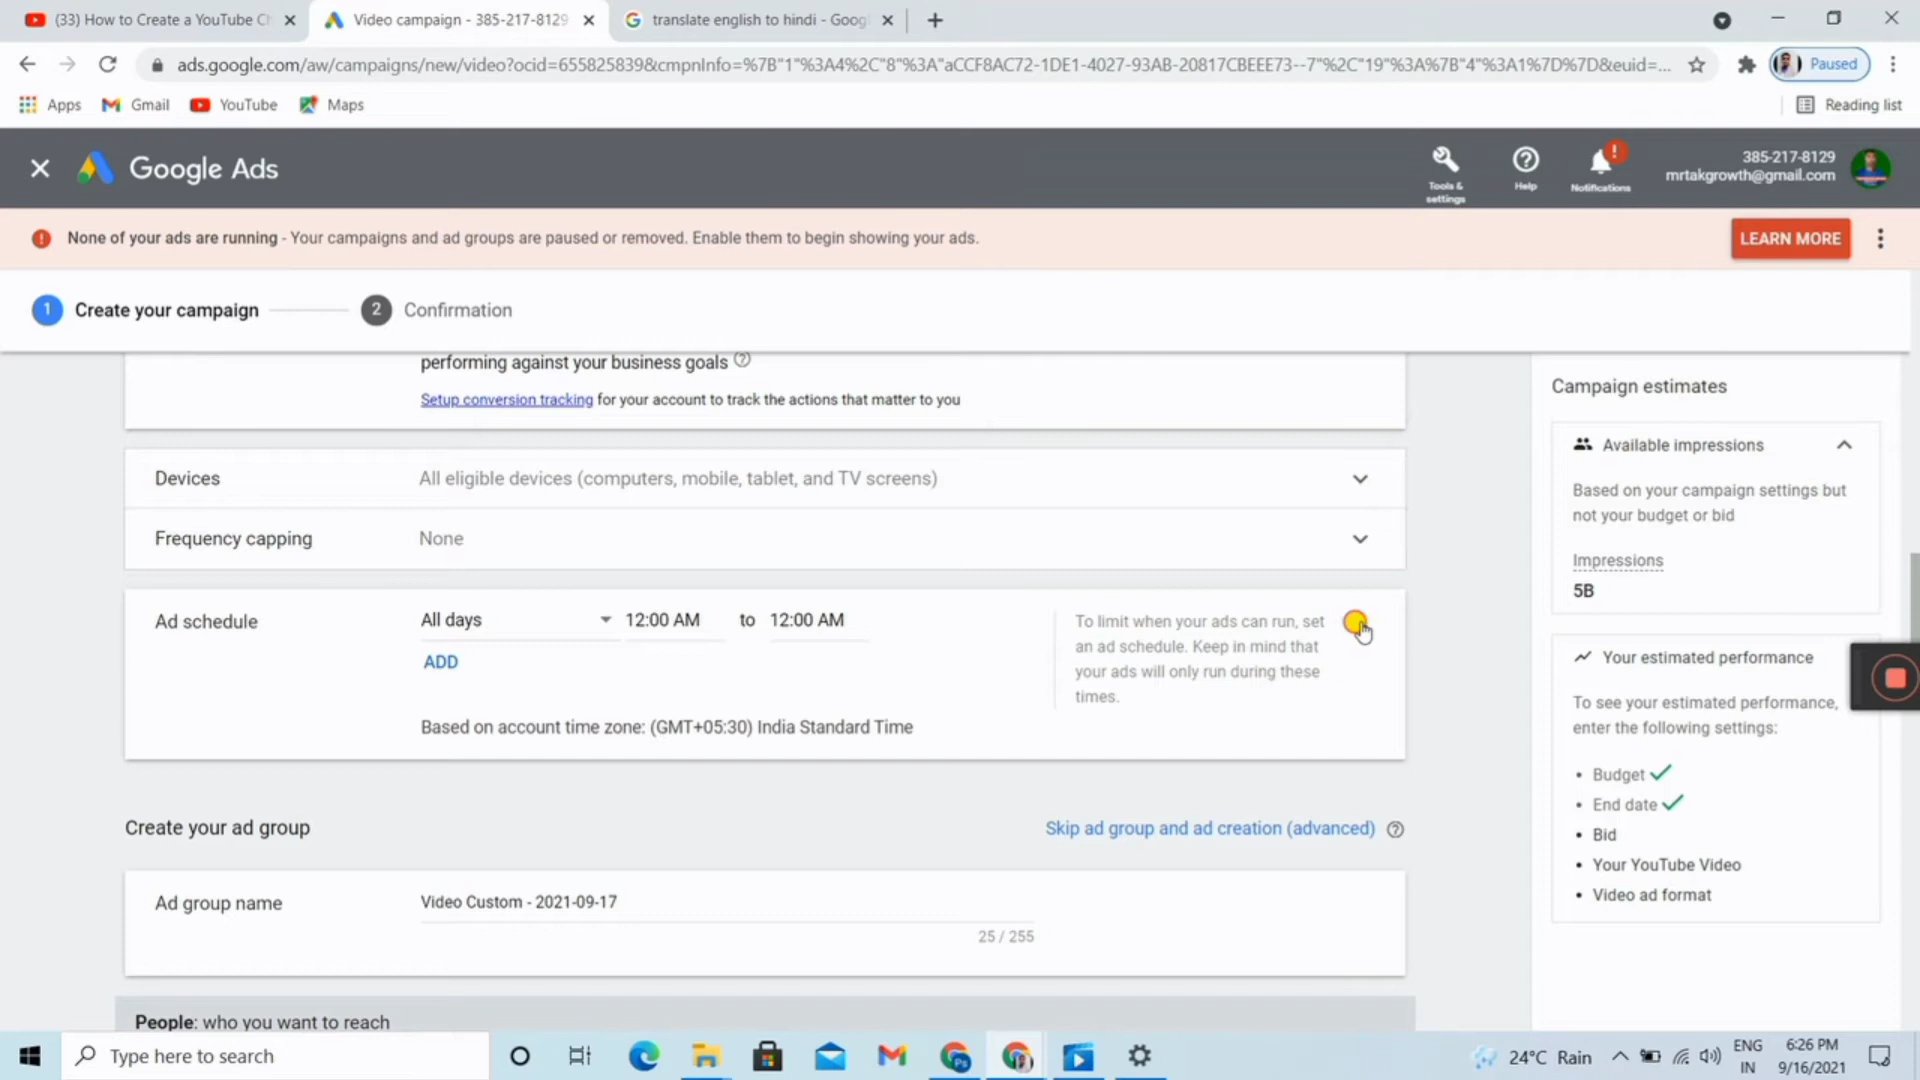 (33) How to Create a YouTube Ch
Video campaign - 385-217-8129
translate english to hindi - Goog
ads.google.com/aw/campaigns/new/video?ocid=655825839&cmpnInfo=%7B"1"%3A4%2C"8"%3A"aCCF8AC72-1DE1-4027-93AB-20817CBEEE73--7"%2C"19"%3A%7B"4"%3A1%7D%7D&euid=...
Paused
Apps
Gmail
YouTube
Maps
Reading list
Google Ads
Tools & settings
Help
Notifications
385-217-8129
mrtakgrowth@gmail.com
None of your ads are running - Your campaigns and ad groups are paused or removed. Enable them to begin showing your ads.
LEARN MORE
1 Create your campaign
2 Confirmation
performing against your business goals
Setup conversion tracking for your account to track the actions that matter to you
Devices
All eligible devices (computers, mobile, tablet, and TV screens)
Frequency capping
None
Ad schedule
All days
12:00 AM to 12:00 AM
ADD
To limit when your ads can run, set
an ad schedule. Keep in mind that
your ads will only run during these
times.
Based on account time zone: (GMT+05:30) India Standard Time
Create your ad group
Skip ad group and ad creation (advanced)
Ad group name
Video Custom - 2021-09-17
25 / 255
People: who you want to reach
Campaign estimates
Available impressions
Based on your campaign settings but
not your budget or bid
Impressions
5B
Your estimated performance
To see your estimated performance,
enter the following settings:
• Budget
• End date
• Bid
• Your YouTube Video
• Video ad format
Type here to search
24°C Rain
ENG
IN
6:26 PM
9/16/2021